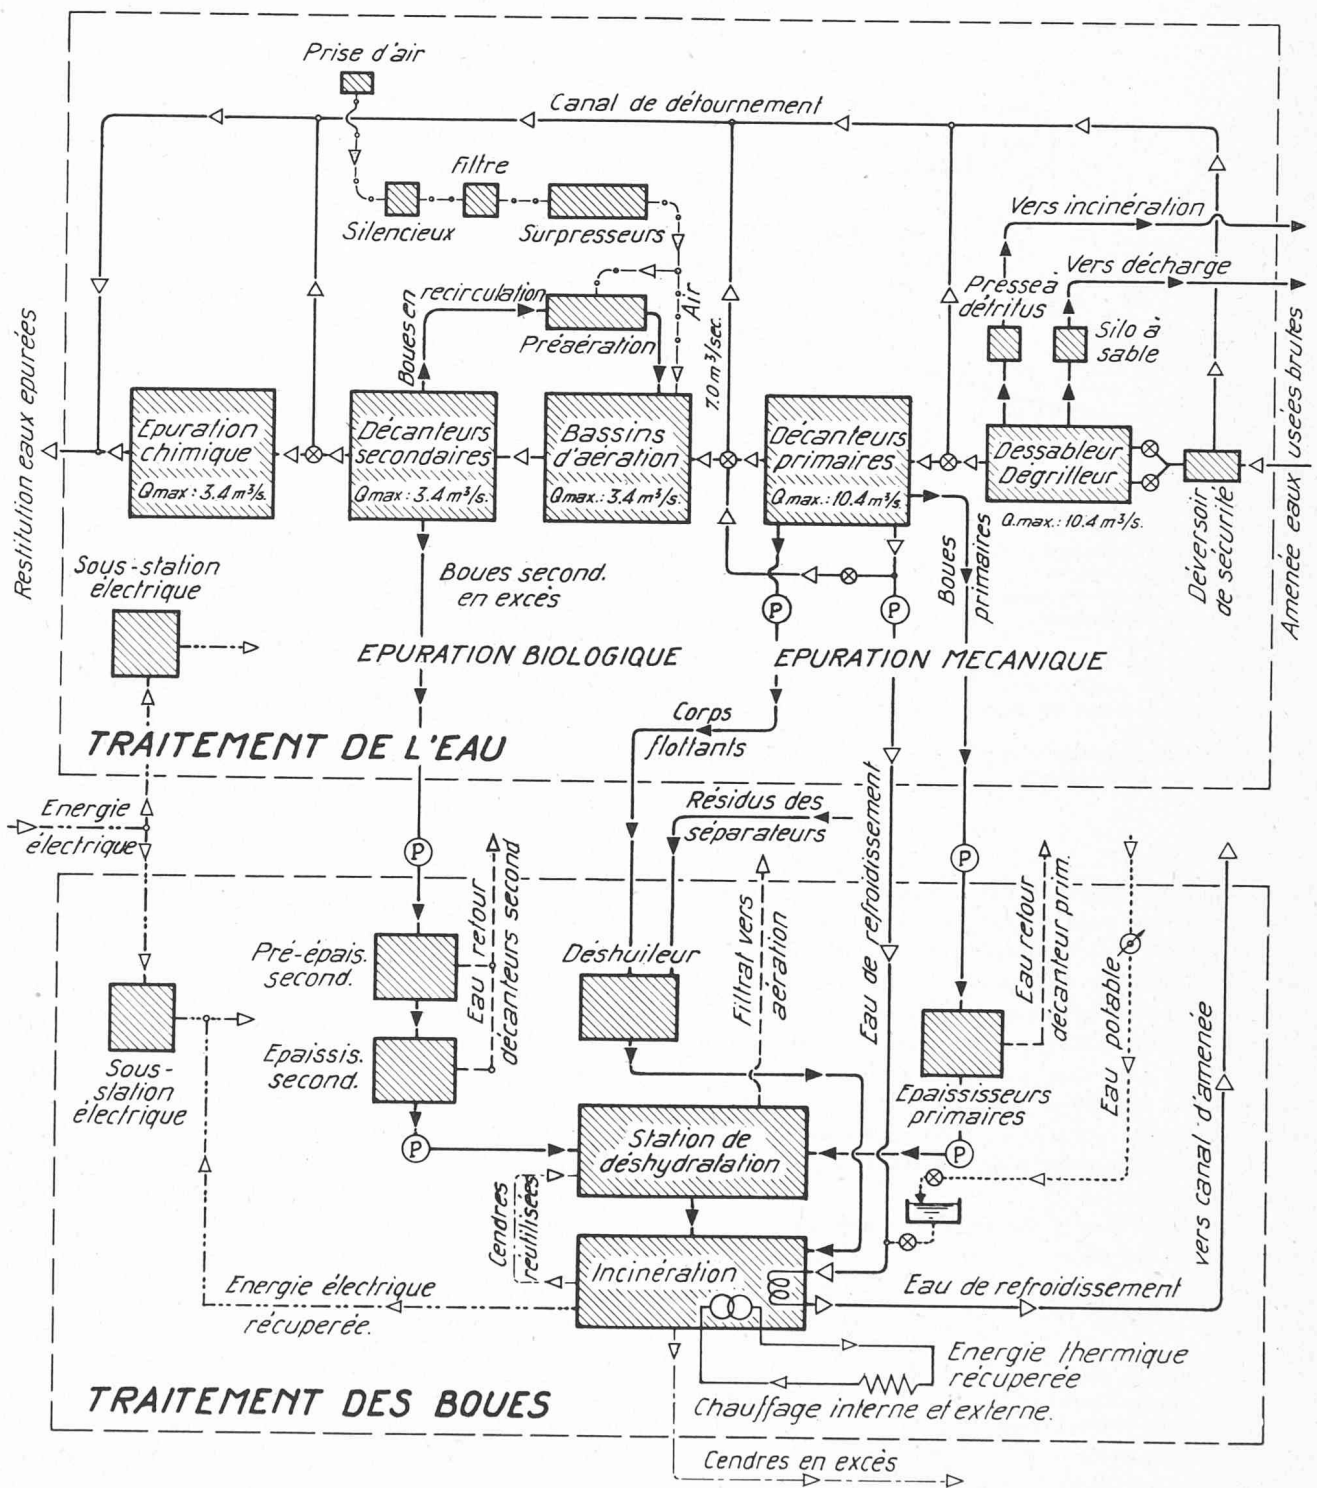 Prise d'air
Canal de détournement
Filtre
Silencieux
Surpresseurs
Vers incinération
Vers décharge
Presse à
détritus
Silo à
sable
Boues en
recirculation
Préaération
Air
7.0 m³/sec.
Restitution eaux epurées
Epuration
chimique
Qmax: 3.4 m³/s.
Décanteurs
secondaires
Qmax: 3.4 m³/s.
Bassins
d'aération
Qmax.: 3.4 m³/s.
Décanteurs
primaires
Qmax.: 10.4 m³/s.
Dessableur
Dégrilleur
Q.max.: 10.4 m³/s.
Déversoir
de sécurité
Amenée eaux usées brutes
Sous-station
électrique
Boues second.
en excès
Boues
primaires
P
P
EPURATION BIOLOGIQUE
EPURATION MECANIQUE
Corps
flottants
TRAITEMENT DE L'EAU
Energie
électrique
Résidus des
séparateurs
Eau de refroidissement
P
P
Eau retour
décanteurs second
Filtrat vers
aération
Eau retour
décanteur prim.
Eau potable
vers canal d'amenée
Pré-épais.
second.
Déshuileur
Epaissis.
second.
Sous-
station
électrique
Epaississeurs
primaires
P
Station de
déshydratation
P
Cendres
reutilisées
Incinération
Energie électrique
récuperée.
Eau de refroidissement
Energie thermique
récuperée
Chauffage interne et externe.
TRAITEMENT DES BOUES
Cendres en excès